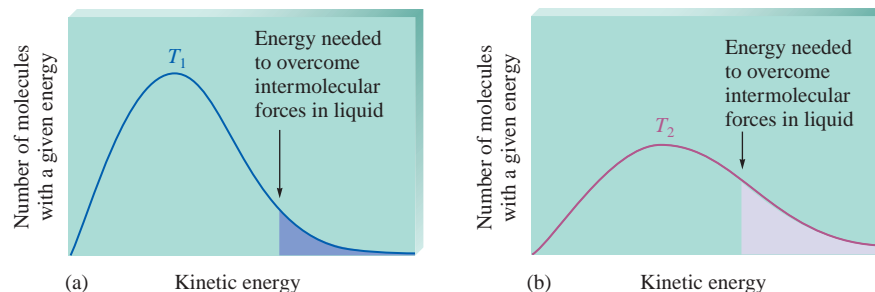 Number of molecules
with a given energy
T1
Energy needed
to overcome
intermolecular
forces in liquid
(a)
Kinetic energy
Number of molecules
with a given energy
T2
Energy needed
to overcome
intermolecular
forces in liquid
(b)
Kinetic energy